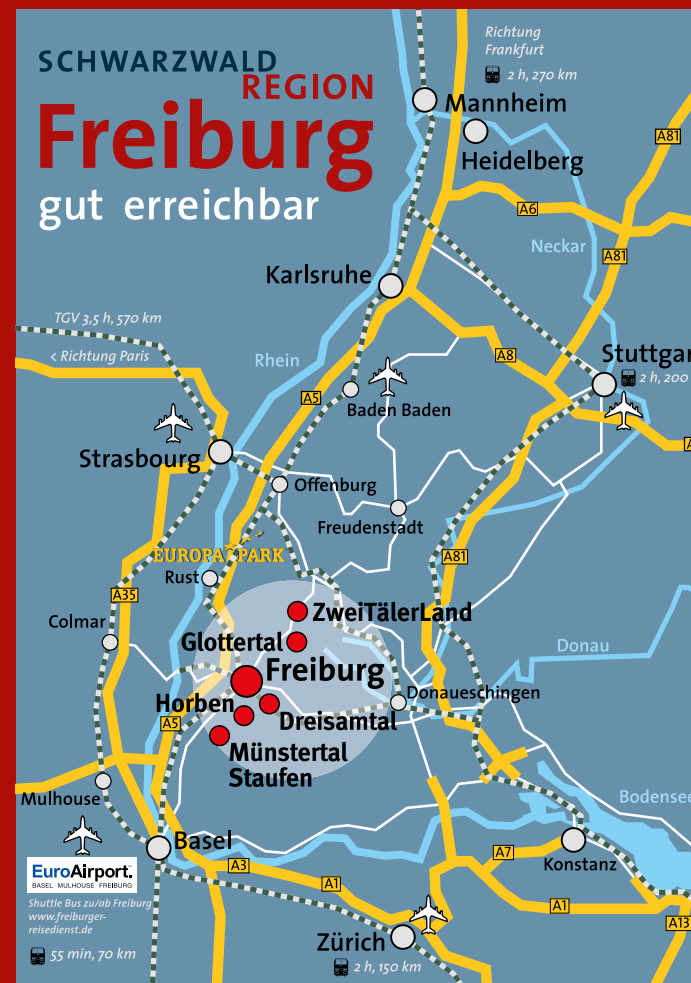 SCHWARZWALD
REGION
Freiburg
gut erreichbar
Richtung
Frankfurt
2 h, 270 km
Mannheim
Heidelberg
A81
A6
Neckar
A81
Karlsruhe
TGV 3,5 h, 570 km
< Richtung Paris
Rhein
A8
Stuttgar
2 h, 200
A5
Baden Baden
Strasbourg
Offenburg
Freudenstadt
EUROPA PARK
Rust
A81
A35
Colmar
ZweiTälerLand
Glottertal
Freiburg
Donau
Donaueschingen
Horben
A5
Dreisamtal
Münstertal
Staufen
Mulhouse
Bodensee
Basel
A3
A7
Konstanz
A1
A1
A13
EuroAirport.
BASEL MULHOUSE FREIBURG
Shuttle Bus zu/ab Freiburg
www.freiburger-
reisedienst.de
55 min, 70 km
Zürich
2 h, 150 km